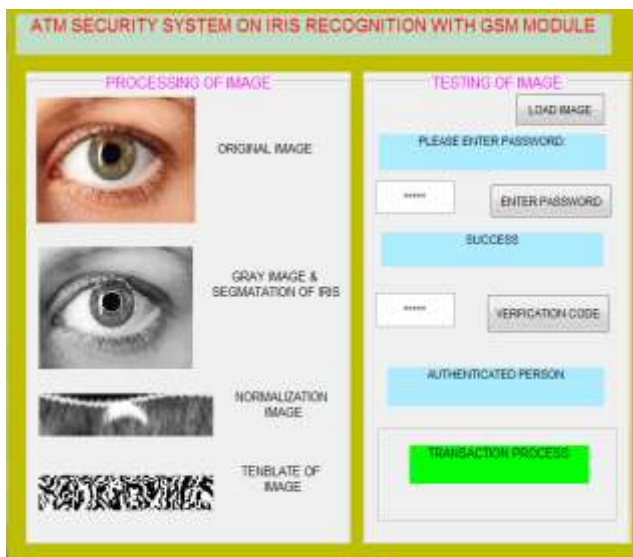 ATM SECURITY SYSTEM ON IRIS RECOGNITION WITH GSM MODULE
PROCESSING OF IMAGE
ORIGINAL IMAGE
GRAY IMAGE &
SEGMATATION OF IRIS
NORMALIZATION
IMAGE
TENBLATE OF
IMAGE
TESTING OF IMAGE
LOAD IMAGE
PLEASE ENTER PASSWORD:
*****
ENTER PASSWORD
SUCCESS
*****
VERFICATION CODE
AUTHENTICATED PERSON
TRANSACTION PROCESS